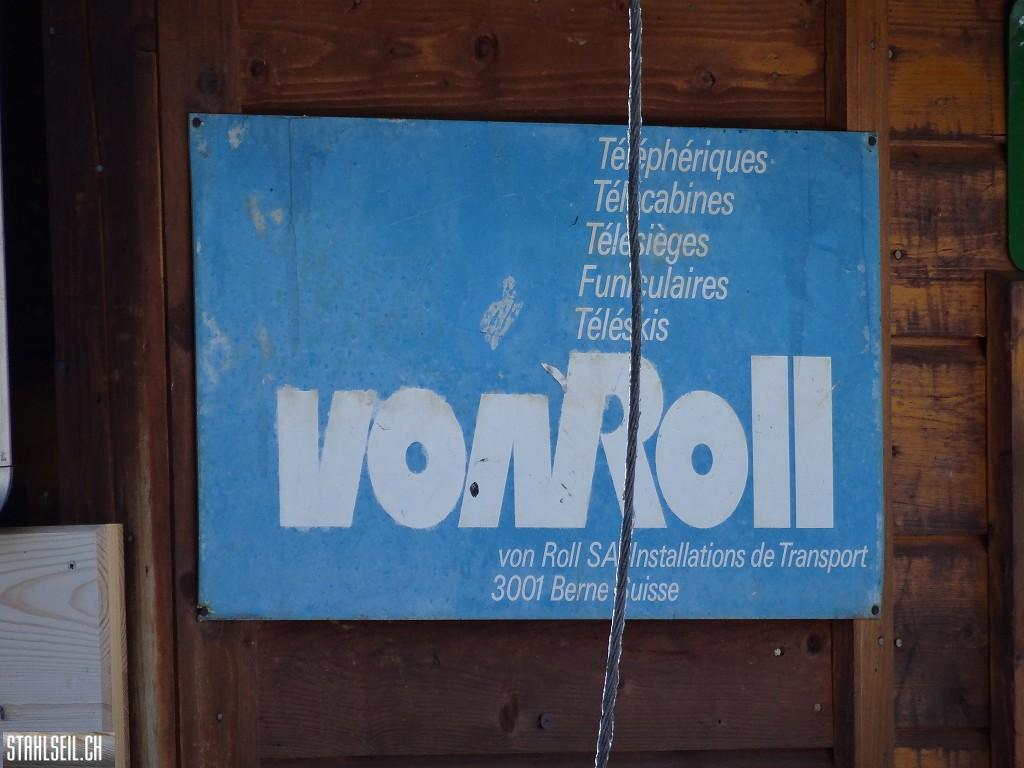 Téléphériques
Télécabines
Télésièges
Funiculaires
Téléskis
vonRoll
von Roll SA, Installations de Transport
3001 Berne Suisse
STAHLSEIL.CH